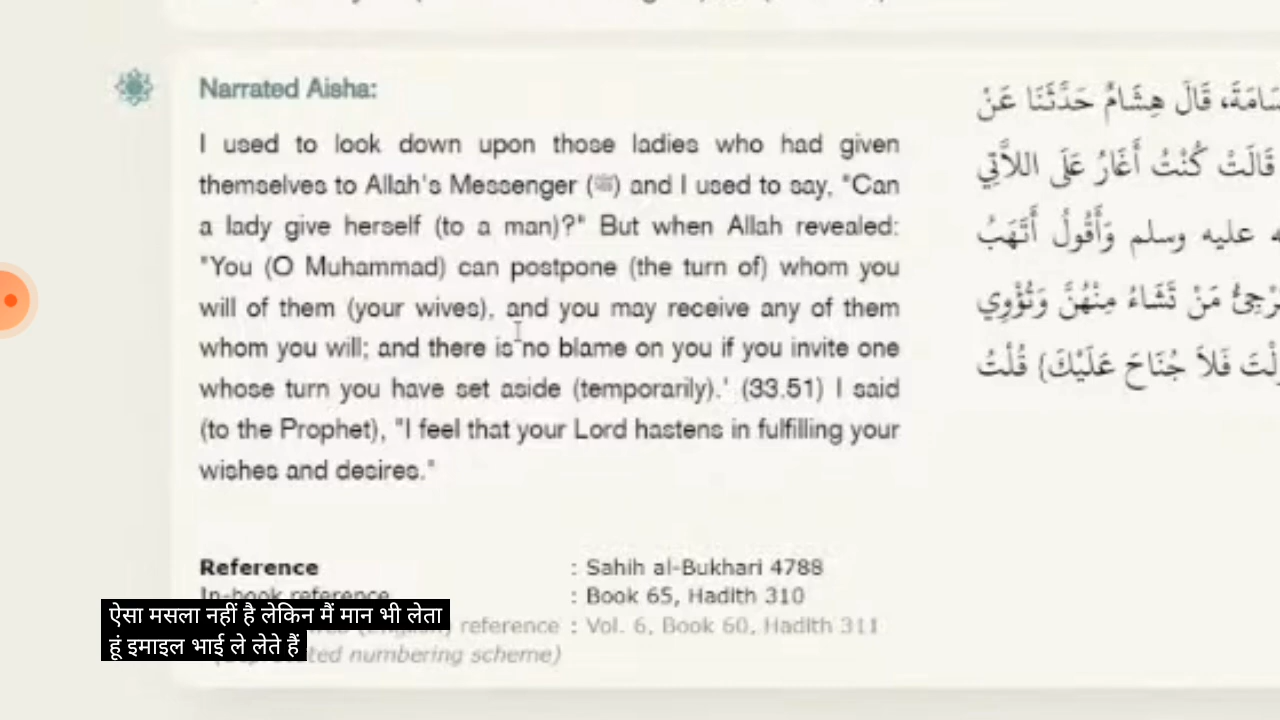 Narrated Aisha:
I used to look down upon those ladies who had given
themselves to Allah's Messenger (ﷺ) and I used to say, "Can
a lady give herself (to a man)?" But when Allah revealed:
"You (O Muhammad) can postpone (the turn of) whom you
will of them (your wives), and you may receive any of them
whom you will; and there is no blame on you if you invite one
whose turn you have set aside (temporarily).' (33.51) I said
(to the Prophet), "I feel that your Lord hastens in fulfilling your
wishes and desires."
سَامَةَ، قَالَ هِشَامٌ حَدَّثَنَا عَنْ
قَالَتْ كُنْتُ أَغَارُ عَلَى اللاَّتِي
عليه وسلم وَأَقُولُ أَتَهَبُ
مَنْ تَشَاءُ مِنْهُنَّ وَتُؤْوِي
فَلاَ جُنَاحَ عَلَيْكَ} قُلْتُ
Reference : Sahih al-Bukhari 4788
In-book reference : Book 65, Hadith 310
reference : Vol. 6, Book 60, Hadith 311
numbering scheme)
ऐसा मसला नहीं है लेकिन मैं मान भी लेता
हूं इमाइल भाई ले लेते हैं